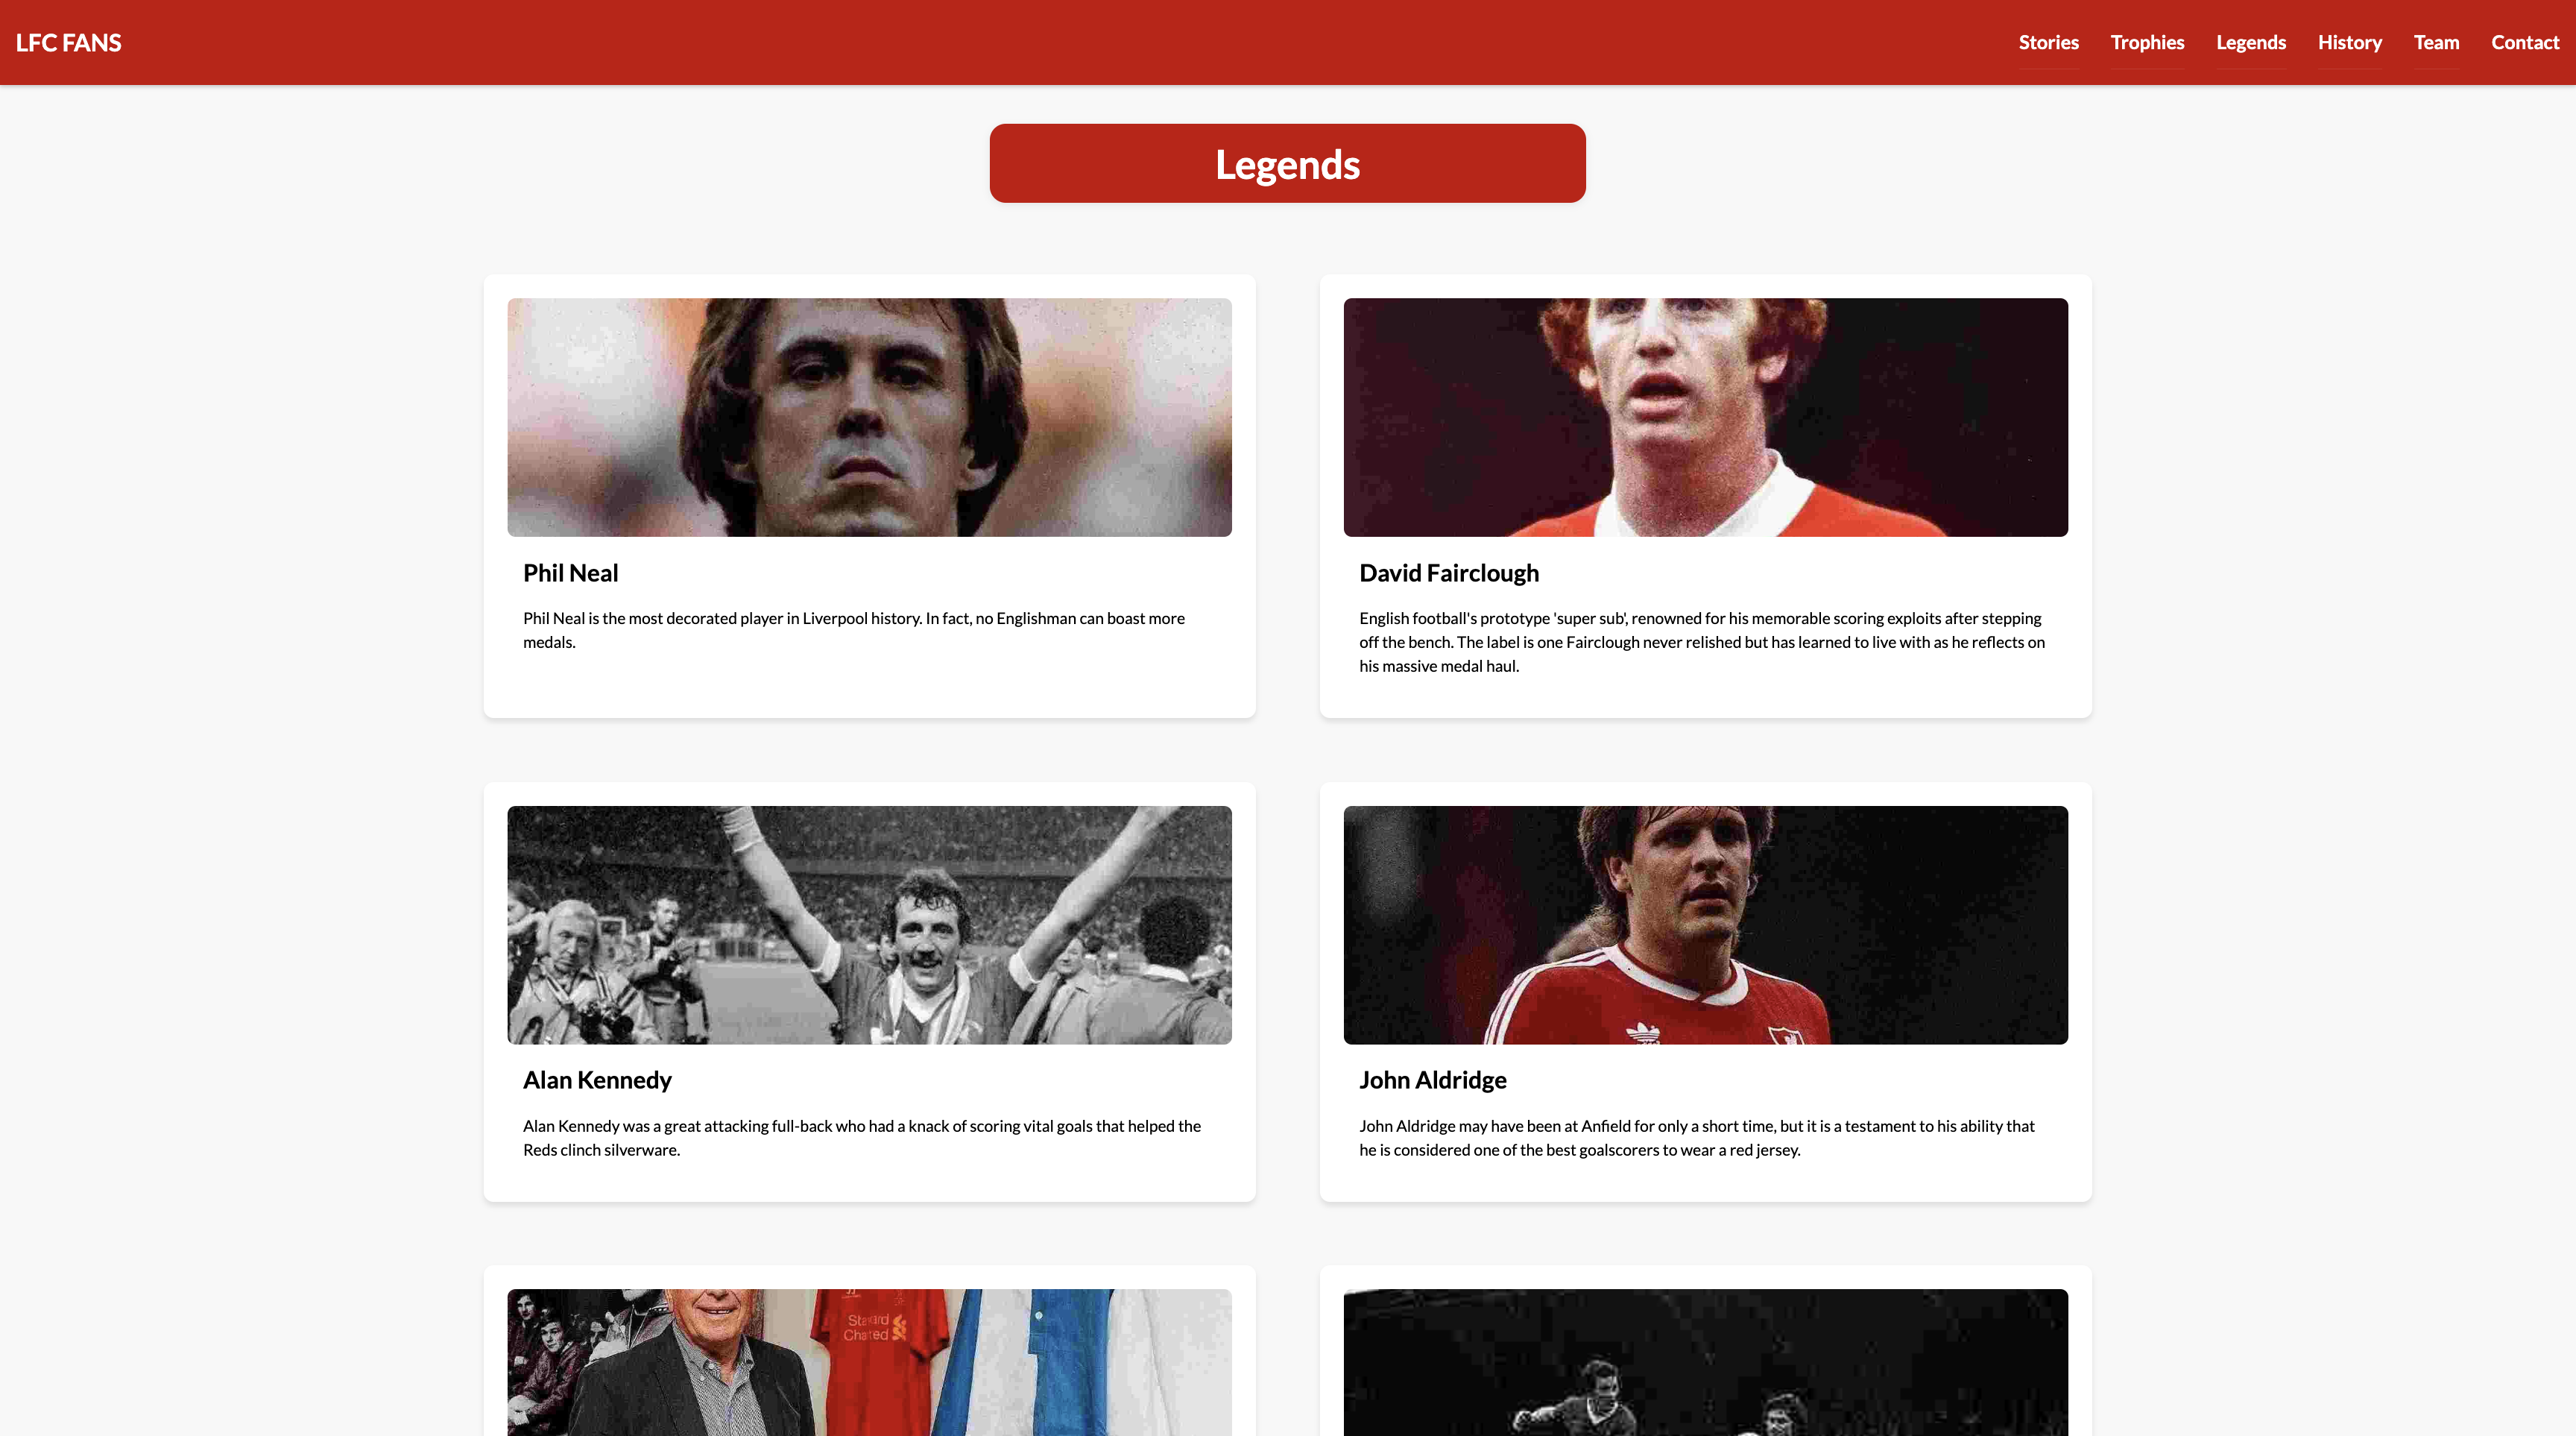 LFC FANS
Stories
Trophies
Legends
History
Team
Contact
Legends
Phil Neal
Phil Neal is the most decorated player in Liverpool history. In fact, no Englishman can boast more
medals.
David Fairclough
English football's prototype 'super sub', renowned for his memorable scoring exploits after stepping
off the bench. The label is one Fairclough never relished but has learned to live with as he reflects on
his massive medal haul.
Alan Kennedy
Alan Kennedy was a great attacking full-back who had a knack of scoring vital goals that helped the
Reds clinch silverware.
John Aldridge
John Aldridge may have been at Anfield for only a short time, but it is a testament to his ability that
he is considered one of the best goalscorers to wear a red jersey.